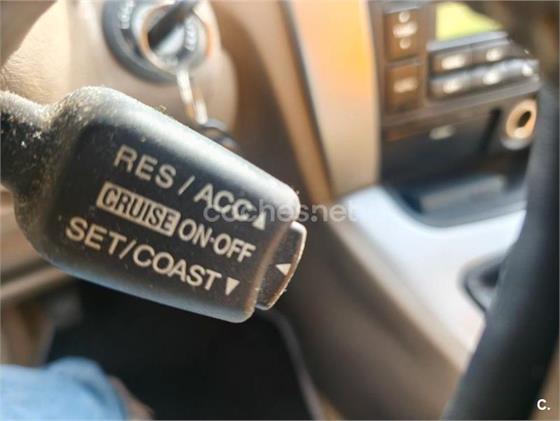 RES/ACC▲
CRUISE ON-OFF
SET/COAST▼
coches.net
C.